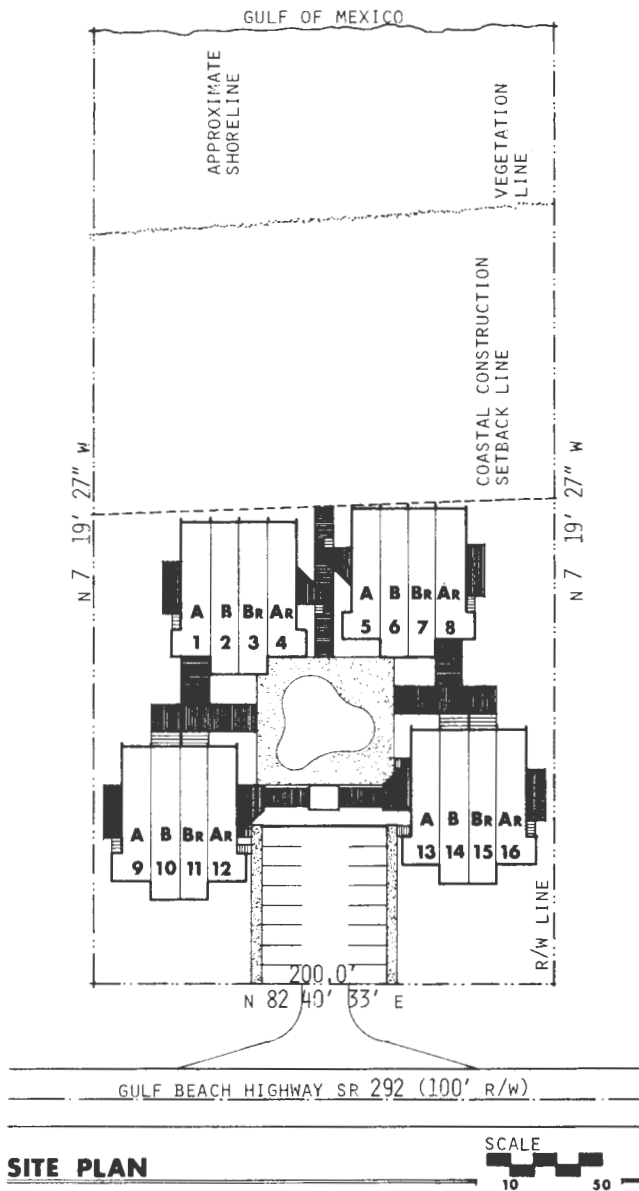 GULF OF MEXICO
APPROXIMATE
SHORELINE
VEGETATION
LINE
COASTAL CONSTRUCTION
SETBACK LINE
N 7 19' 27" W
N 7 19' 27" W
A B BR AR
1 2 3 4
A B BR AR
5 6 7 8
A B BR AR
9 10 11 12
A B BR AR
13 14 15 16
R/W LINE
200.0'
N 82 40' 33' E
GULF BEACH HIGHWAY SR 292 (100' R/W)
SITE PLAN
SCALE
10 50